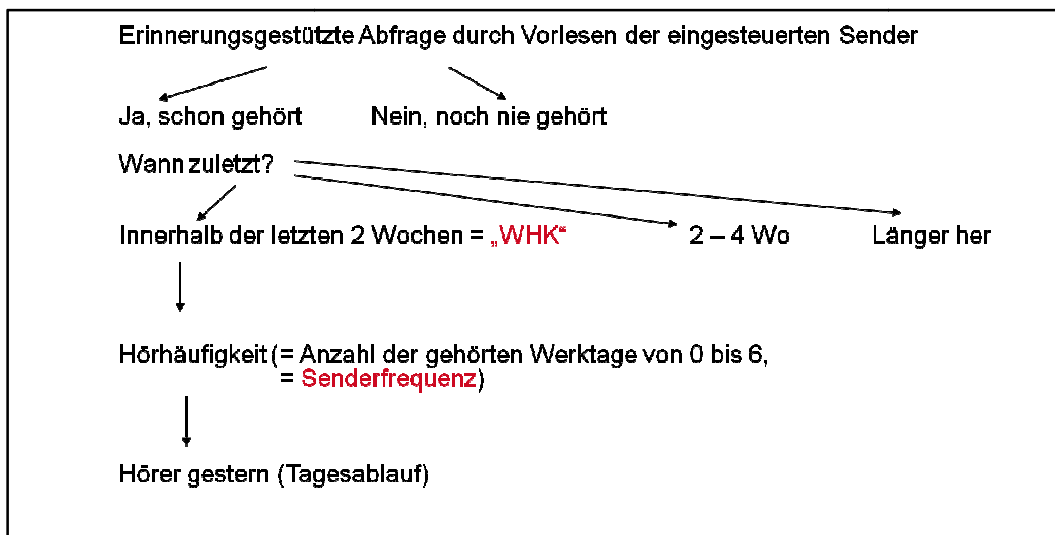 Erinnerungsgestützte Abfrage durch Vorlesen der eingesteuerten Sender
Ja, schon gehört Nein, noch nie gehört
Wann zuletzt?
Innerhalb der letzten 2 Wochen = „WHK“ 2 – 4 Wo Länger her
Hörhäufigkeit (= Anzahl der gehörten Werktage von 0 bis 6,
= Senderfrequenz)
Hörer gestern (Tagesablauf)